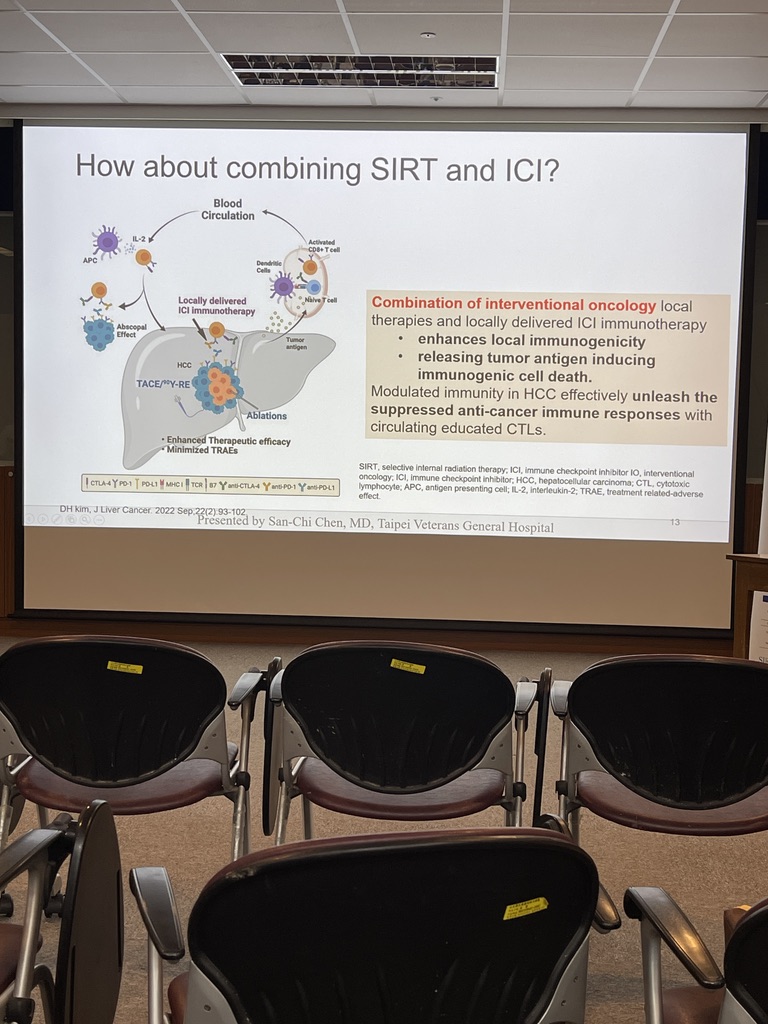 How about combining SIRT and ICI?
Blood
Circulation
IL-2
APC
Activated
CD8+ T cell
Dendritic
Cells
Naive T cell
Locally delivered
ICI immunotherapy
Abscopal
Effect
Tumor
antigen
HCC
TACE/⁹⁰Y-RE
Ablations
• Enhanced Therapeutic efficacy
• Minimized TRAEs
CTLA-4 PD-1 PD-L1 MHC I TCR B7 anti-CTLA-4 anti-PD-1 anti-PD-L1
Combination of interventional oncology local
therapies and locally delivered ICI immunotherapy
• enhances local immunogenicity
• releasing tumor antigen inducing
immunogenic cell death.
Modulated immunity in HCC effectively unleash the
suppressed anti-cancer immune responses with
circulating educated CTLs.
SIRT, selective internal radiation therapy; ICI, immune checkpoint inhibitor IO, interventional
oncology; ICI, immune checkpoint inhibitor; HCC, hepatocellular carcinoma; CTL, cytotoxic
lymphocyte; APC, antigen presenting cell; IL-2, interleukin-2; TRAE, treatment related-adverse
effect.
DH kim, J Liver Cancer. 2022 Sep;22(2).93-102
Presented by San-Chi Chen, MD, Taipei Veterans General Hospital
13